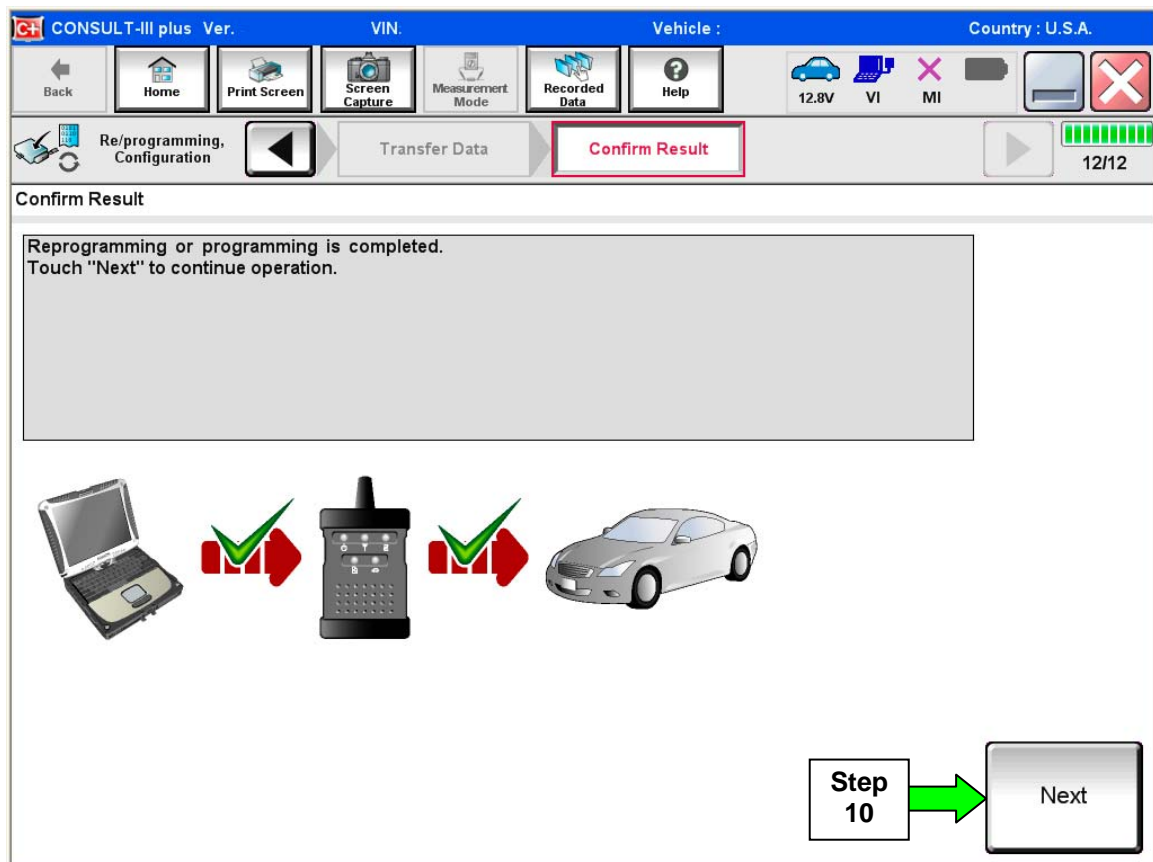 C+ CONSULT-III plus Ver. VIN: Vehicle : Country : U.S.A.
Back
Home
Print Screen
Screen
Capture
Measurement
Mode
Recorded
Data
Help
12.8V
VI
MI
Re/programming,
Configuration
Transfer Data
Confirm Result
12/12
Confirm Result
Reprogramming or programming is completed.
Touch "Next" to continue operation.
Step
10
Next